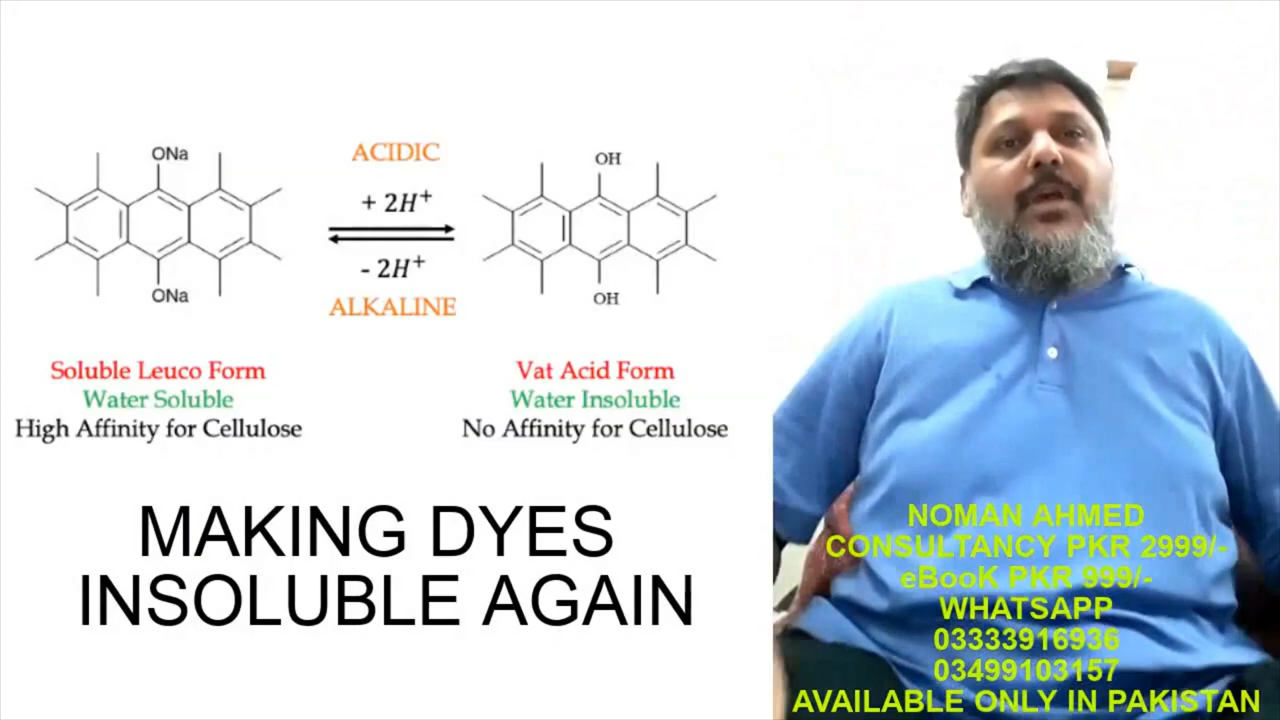 ONa
ONa
ACIDIC
+ 2H⁺
- 2H⁺
ALKALINE
OH
OH
Soluble Leuco Form
Water Soluble
High Affinity for Cellulose
Vat Acid Form
Water Insoluble
No Affinity for Cellulose
MAKING DYES
INSOLUBLE AGAIN
NOMAN AHMED
CONSULTANCY PKR 2999/-
eBooK PKR 999/-
WHATSAPP
03333916936
03499103157
AVAILABLE ONLY IN PAKISTAN